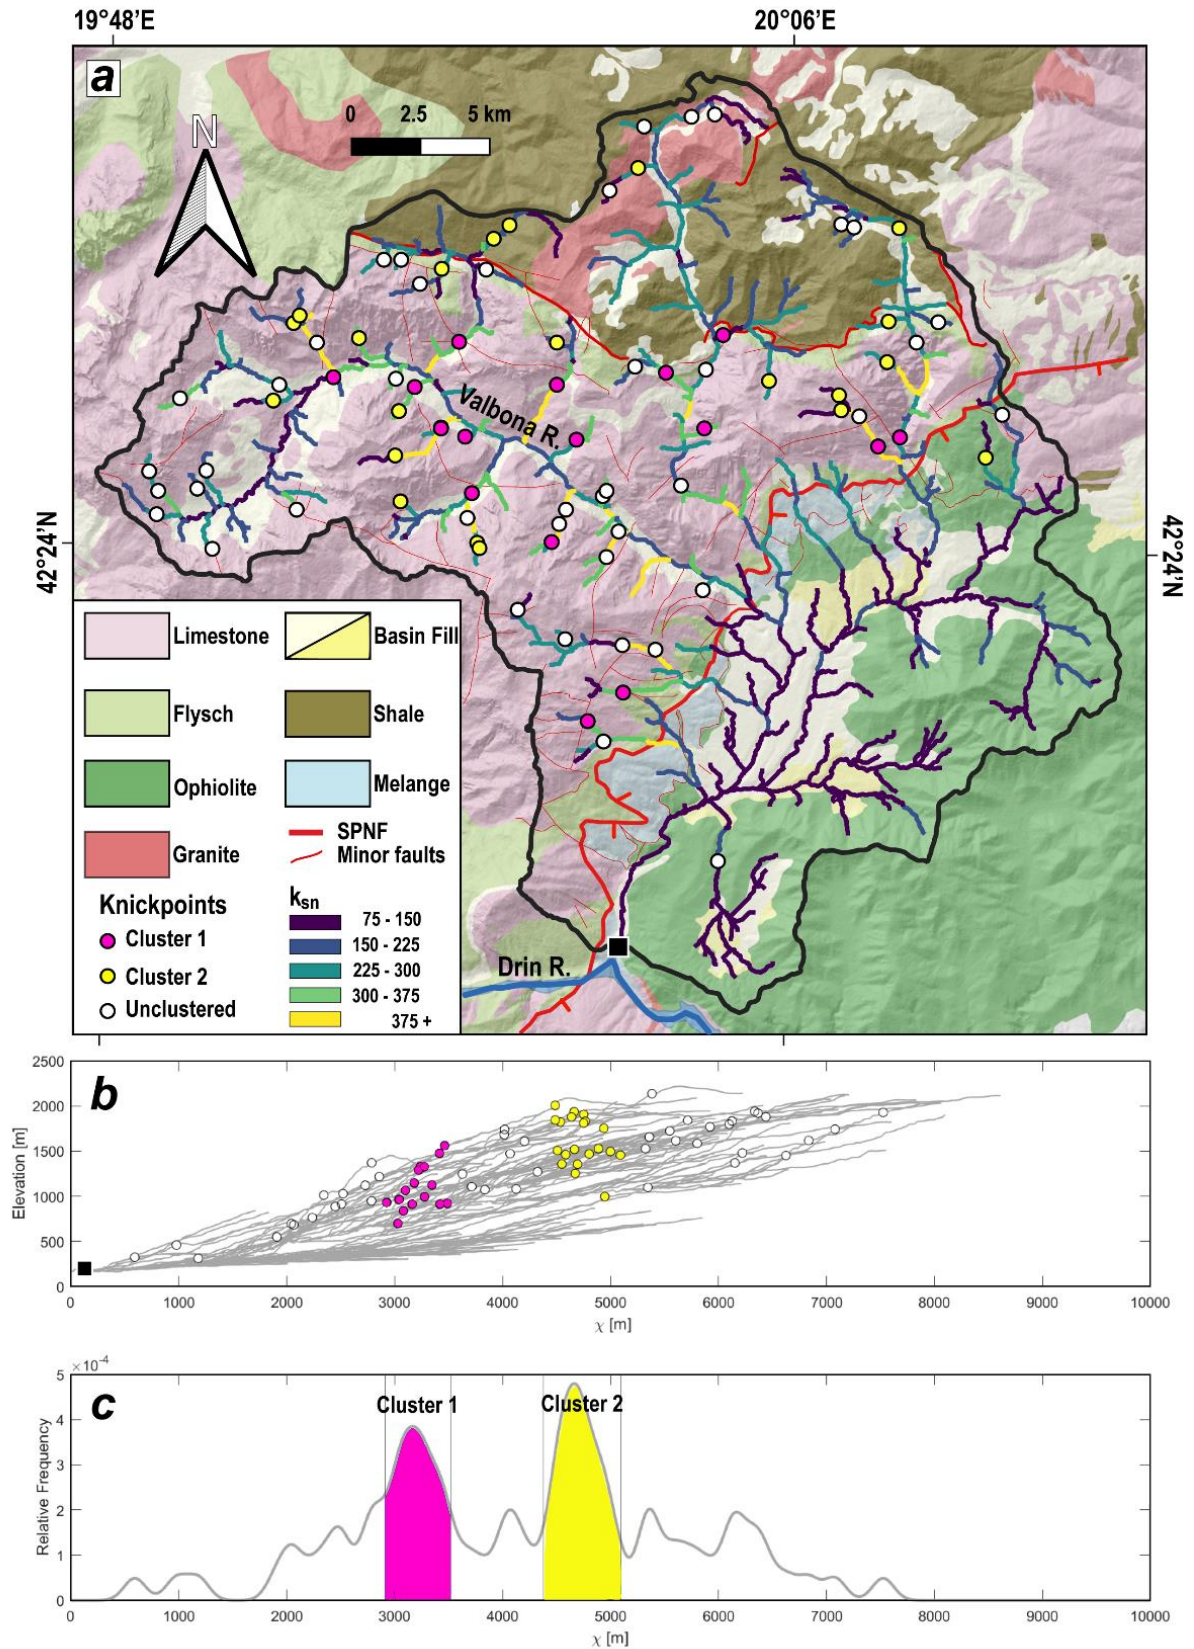 19°48’E
20°06’E
a
0 2.5 5 km
N
Valbona R.
42°24’N
42°24’N
Limestone
Basin Fill
Flysch
Shale
Ophiolite
Melange
Granite
SPNF
Minor faults
Knickpoints
Cluster 1
Cluster 2
Unclustered
ksn
75 - 150
150 - 225
225 - 300
300 - 375
375 +
Drin R.
b
Elevation [m]
2500
2000
1500
1000
500
0
0 1000 2000 3000 4000 5000 6000 7000 8000 9000 10000
χ [m]
c
×10⁻⁴
Cluster 1
Cluster 2
Relative Frequency
5
4
3
2
1
0
0 1000 2000 3000 4000 5000 6000 7000 8000 9000 10000
χ [m]